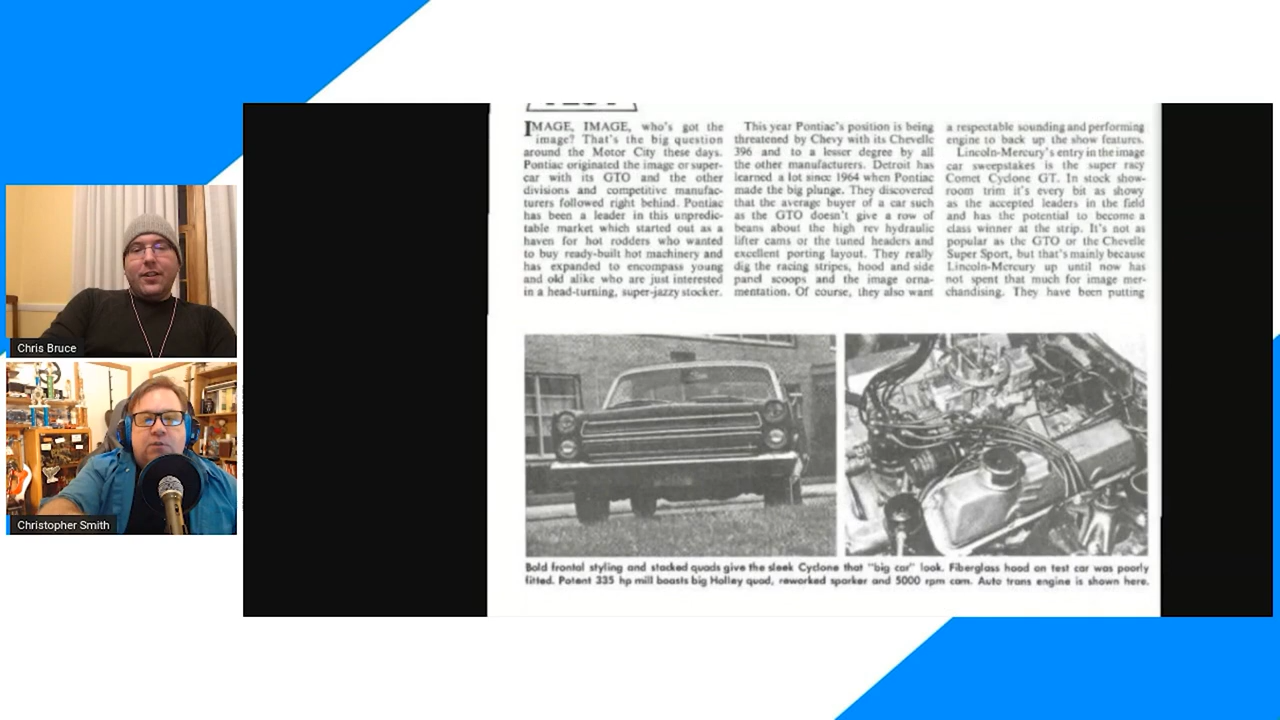 IMAGE, IMAGE, who's got the
image? That's the big question
around the Motor City these days.
Pontiac originated the image or super-
car with its GTO and the other
divisions and competitive manufac-
turers followed right behind. Pontiac
has been a leader in this unpredic-
table market which started out as a
haven for hot rodders who wanted
to buy ready-built hot machinery and
has expanded to encompass young
and old alike who are just interested
in a head-turning, super-jazzy stocker.
This year Pontiac's position is being
threatened by Chevy with its Chevelle
396 and to a lesser degree by all
the other manufacturers. Detroit has
learned a lot since 1964 when Pontiac
made the big plunge. They discovered
that the average buyer of a car such
as the GTO doesn't give a row of
beans about the high rev hydraulic
lifter cams or the tuned headers and
excellent porting layout. They really
dig the racing stripes, hood and side
panel scoops and the image orna-
mentation. Of course, they also want
a respectable sounding and performing
engine to back up the show features.
Lincoln-Mercury's entry in the image
car sweepstakes is the super racy
Comet Cyclone GT. In stock show-
room trim it's every bit as showy
as the accepted leaders in the field
and has the potential to become a
class winner at the strip. It's not as
popular as the GTO or the Chevelle
Super Sport, but that's mainly because
Lincoln-Mercury up until now has
not spent that much for image mer-
chandising. They have been putting
Bold frontal styling and stacked quads give the sleek Cyclone that "big car" look. Fiberglass hood on test car was poorly
fitted. Potent 335 hp mill boasts big Holley quad, reworked sparker and 5000 rpm cam. Auto trans engine is shown here.
Chris Bruce
Christopher Smith